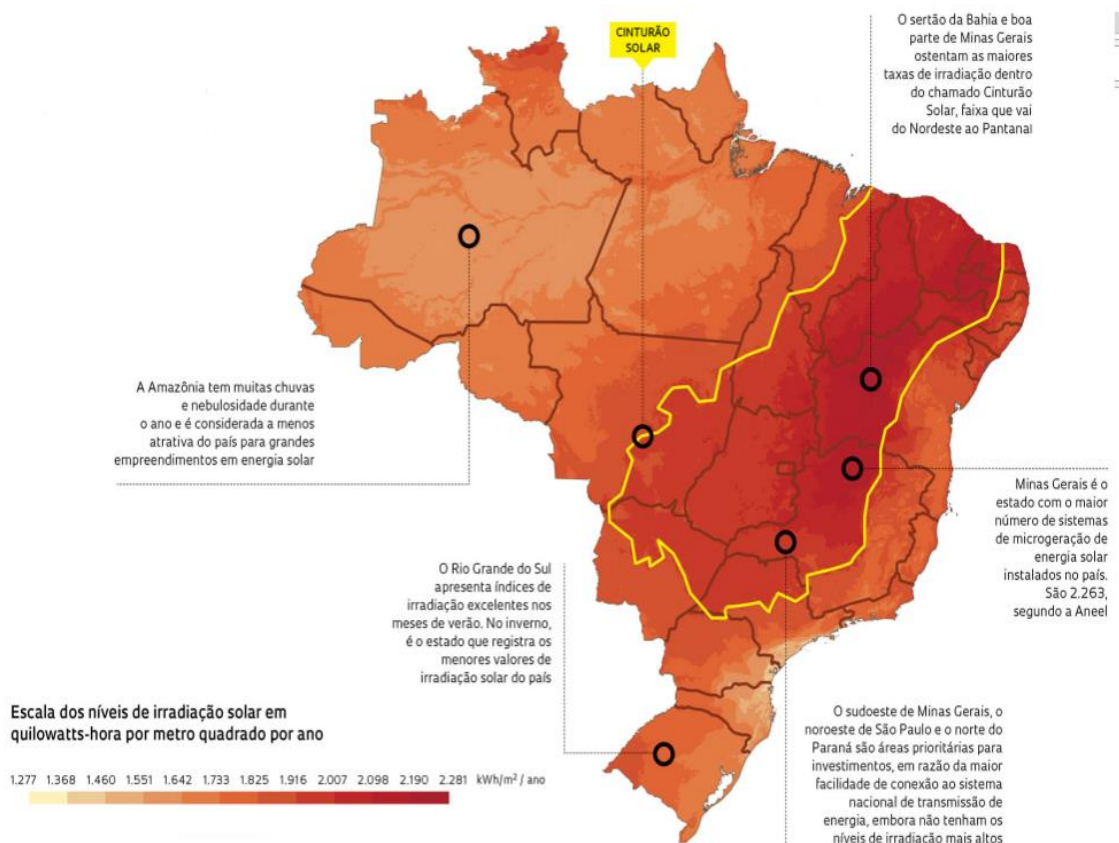 CINTURÃO
SOLAR
O sertão da Bahia e boa
parte de Minas Gerais
ostentam as maiores
taxas de irradiação dentro
do chamado Cinturão
Solar, faixa que vai
do Nordeste ao Pantanal
A Amazônia tem muitas chuvas
e nebulosidade durante
o ano e é considerada a menos
atrativa do país para grandes
empreendimentos em energia solar
Minas Gerais é o
estado com o maior
número de sistemas
de microgeração de
energia solar
instalados no país.
São 2.263,
segundo a Aneel
O Rio Grande do Sul
apresenta índices de
irradiação excelentes nos
meses de verão. No inverno,
é o estado que registra os
menores valores de
irradiação solar do país
O sudoeste de Minas Gerais, o
noroeste de São Paulo e o norte do
Paraná são áreas prioritárias para
investimentos, em razão da maior
facilidade de conexão ao sistema
nacional de transmissão de
energia, embora não tenham os
níveis de irradiação mais altos
Escala dos níveis de irradiação solar em
quilowatts-hora por metro quadrado por ano
1.277 1.368 1.460 1.551 1.642 1.733 1.825 1.916 2.007 2.098 2.190 2.281 kWh/m² / ano